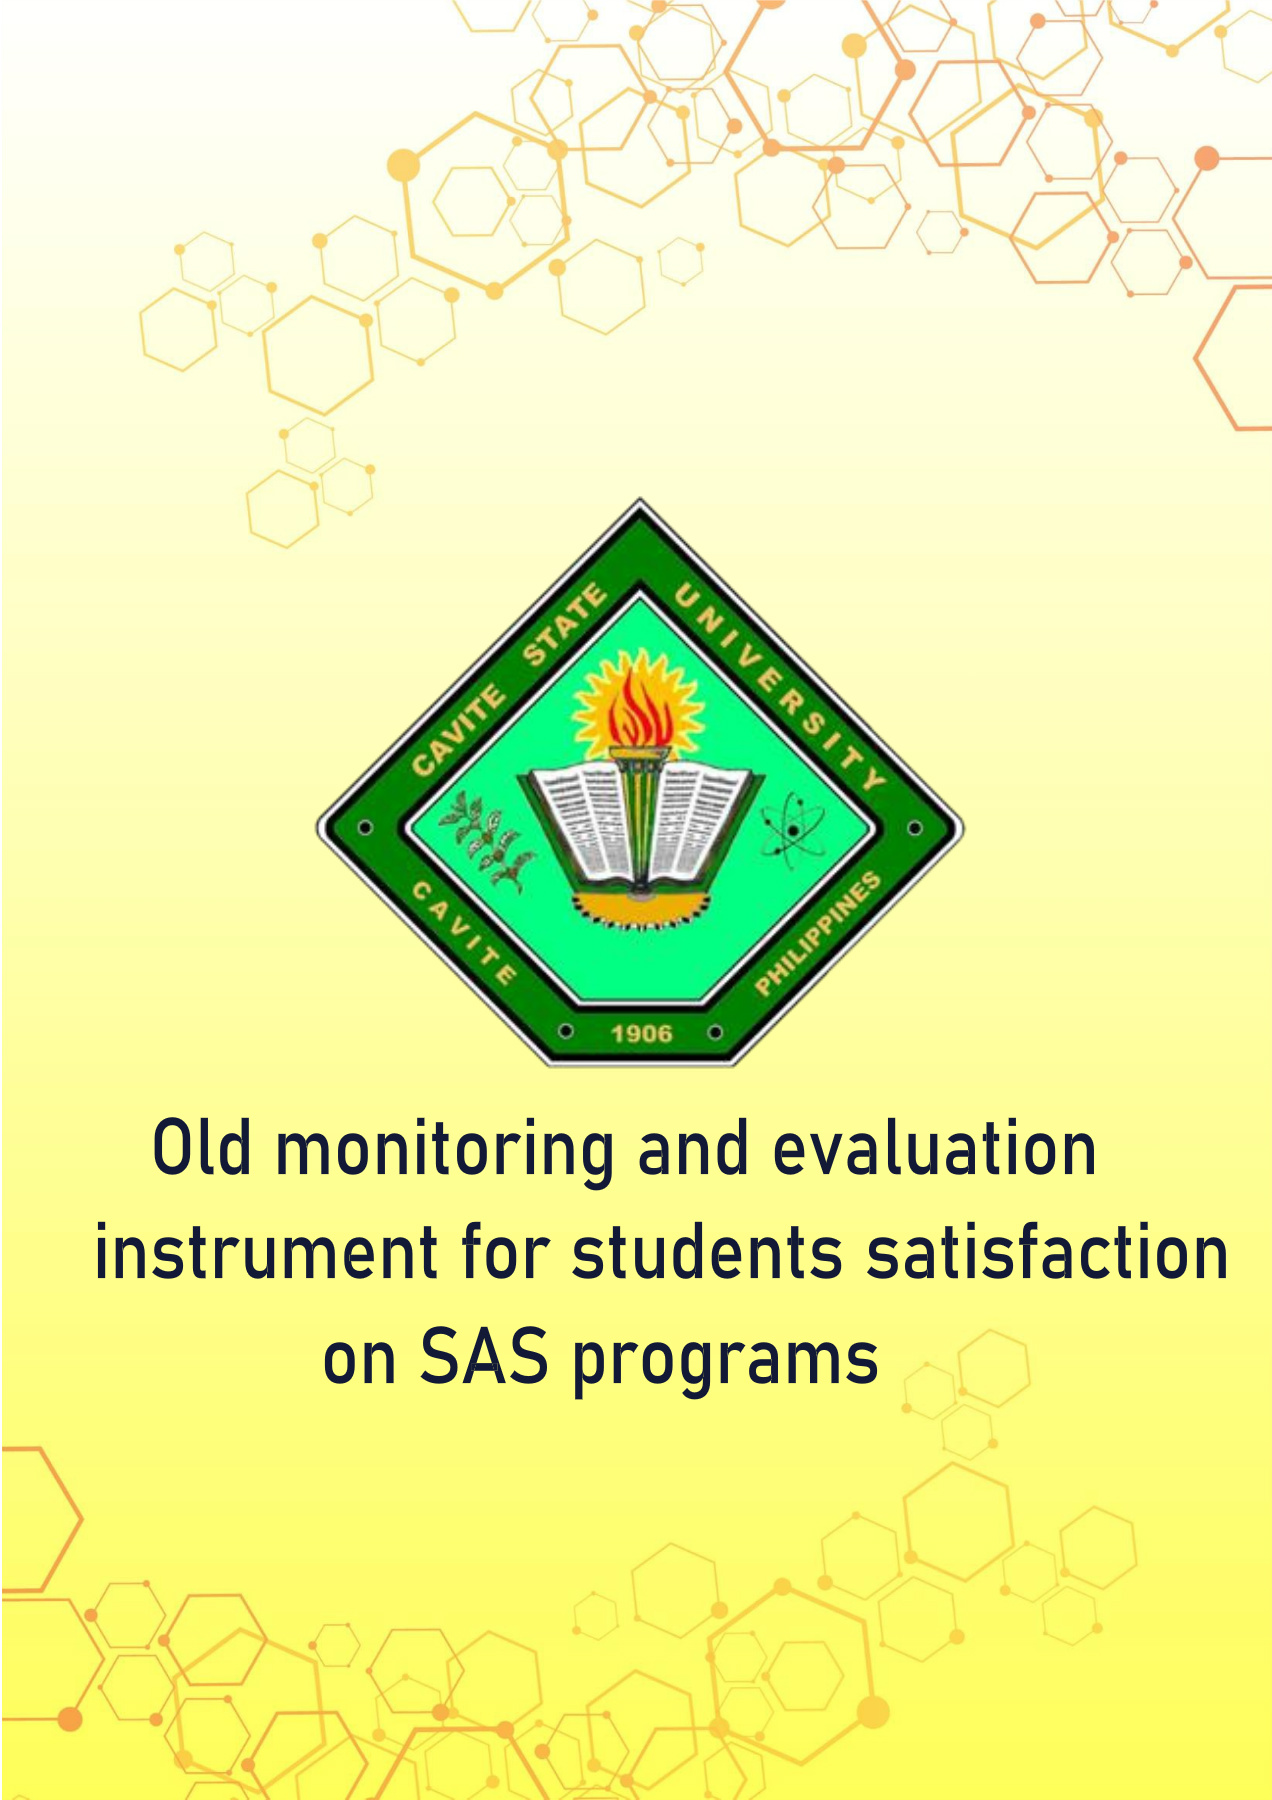 CAVITE STATE UNIVERSITY
CAVITE
PHILIPPINES
1906
Old monitoring and evaluation
instrument for students satisfaction
on SAS programs